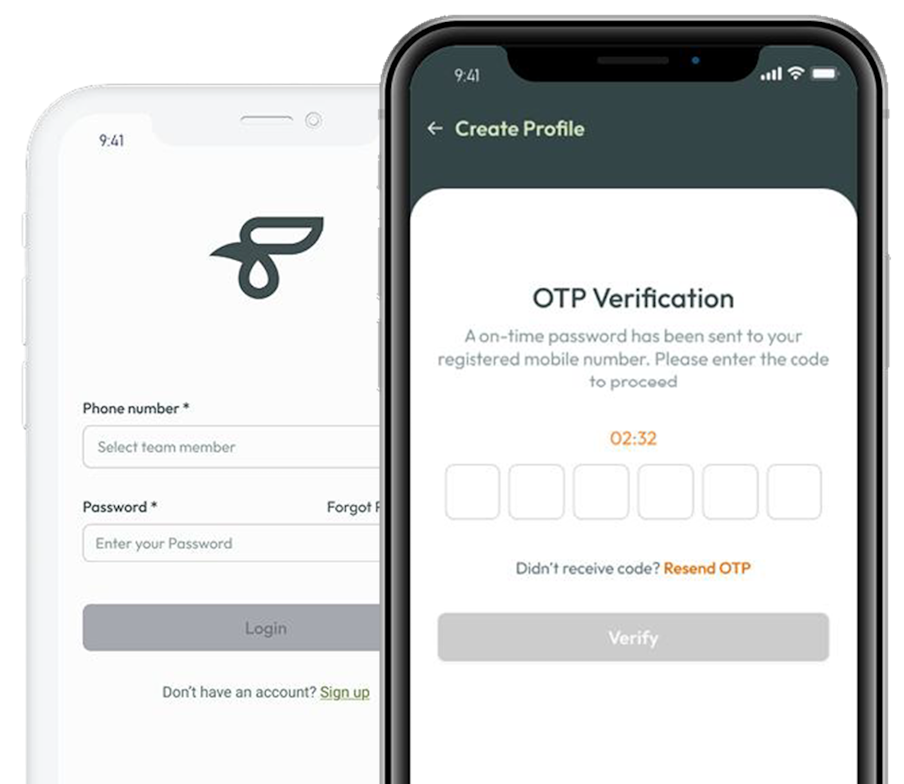 9:41
Phone number *
Select team member
Password *
Forgot
Enter your Password
Login
Don't have an account? Sign up
9:41
Create Profile
OTP Verification
A on-time password has been sent to your
registered mobile number. Please enter the code
to proceed
02:32
Didn't receive code? Resend OTP
Verify